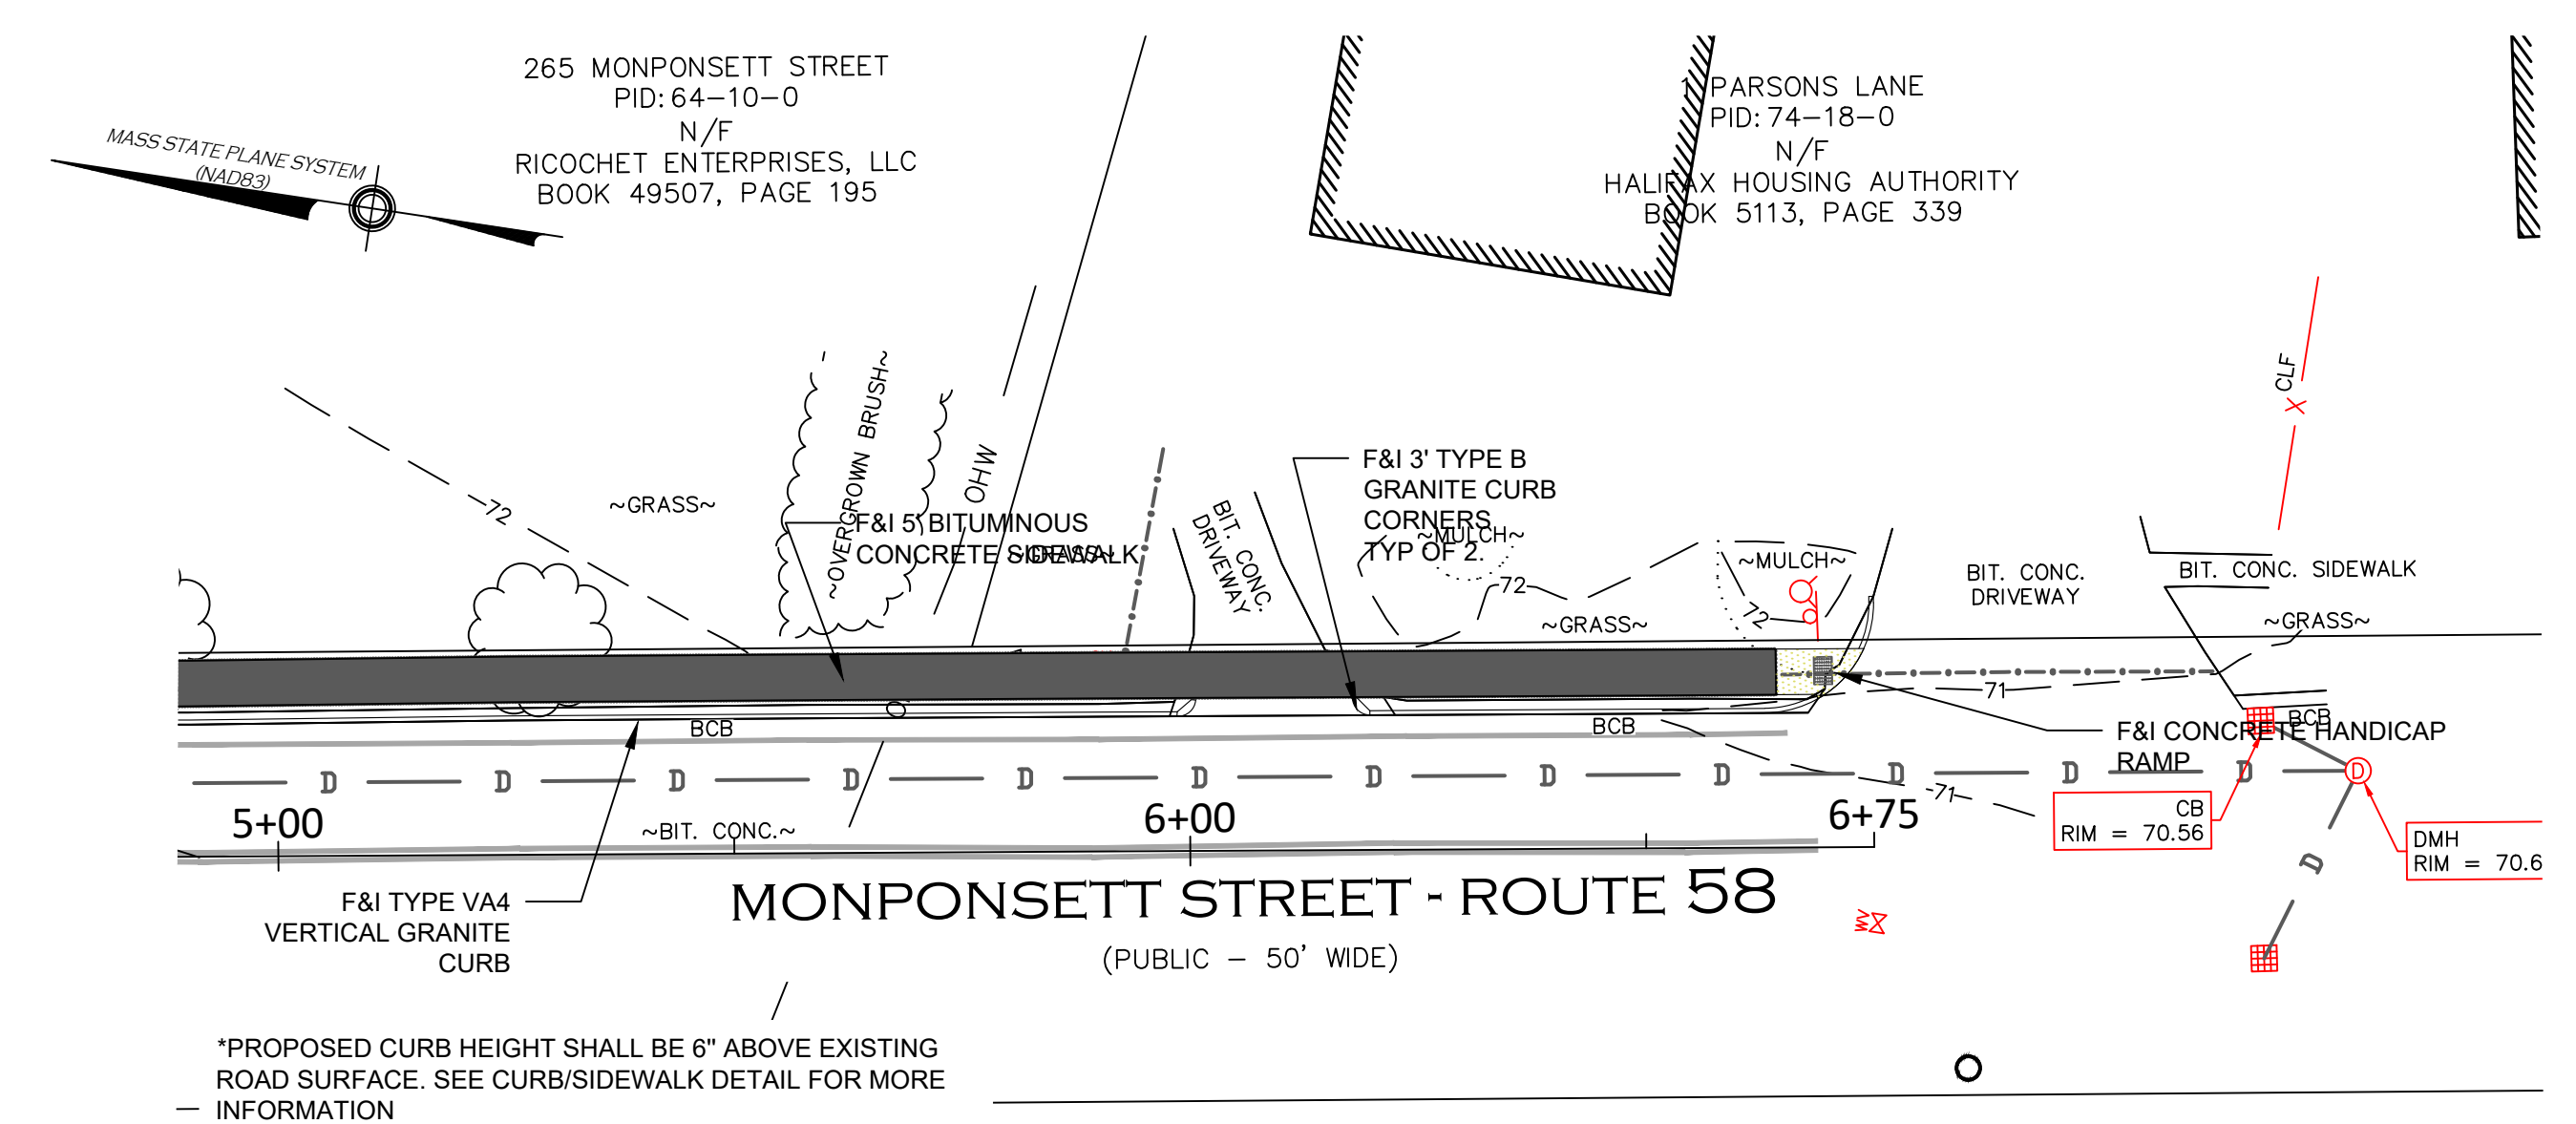 265 MONPONSETT STREET
PID: 64-10-0
N/F
RICOCHET ENTERPRISES, LLC
BOOK 49507, PAGE 195
1 PARSONS LANE
PID: 74-18-0
N/F
HALIFAX HOUSING AUTHORITY
BOOK 5113, PAGE 339
MASS STATE PLANE SYSTEM
(NAD83)
CLF
X
~OVERGROWN BRUSH~
OHW
72
~GRASS~
F&I 5' BITUMINOUS
CONCRETE SIDEWALK
~GRASS~
BIT. CONC.
DRIVEWAY
F&I 3' TYPE B
GRANITE CURB
CORNERS
TYP OF 2.
~MULCH~
72
~GRASS~
~MULCH~
72
BIT. CONC.
DRIVEWAY
BIT. CONC. SIDEWALK
~GRASS~
71
BCB
BCB
BCB
F&I CONCRETE HANDICAP
RAMP
D D D D D D D D D D D D D
71
5+00
6+00
6+75
~BIT. CONC.~
CB
RIM = 70.56
DMH
RIM = 70.6
D
F&I TYPE VA4
VERTICAL GRANITE
CURB
MONPONSETT STREET - ROUTE 58
(PUBLIC - 50' WIDE)
*PROPOSED CURB HEIGHT SHALL BE 6" ABOVE EXISTING
ROAD SURFACE. SEE CURB/SIDEWALK DETAIL FOR MORE
INFORMATION